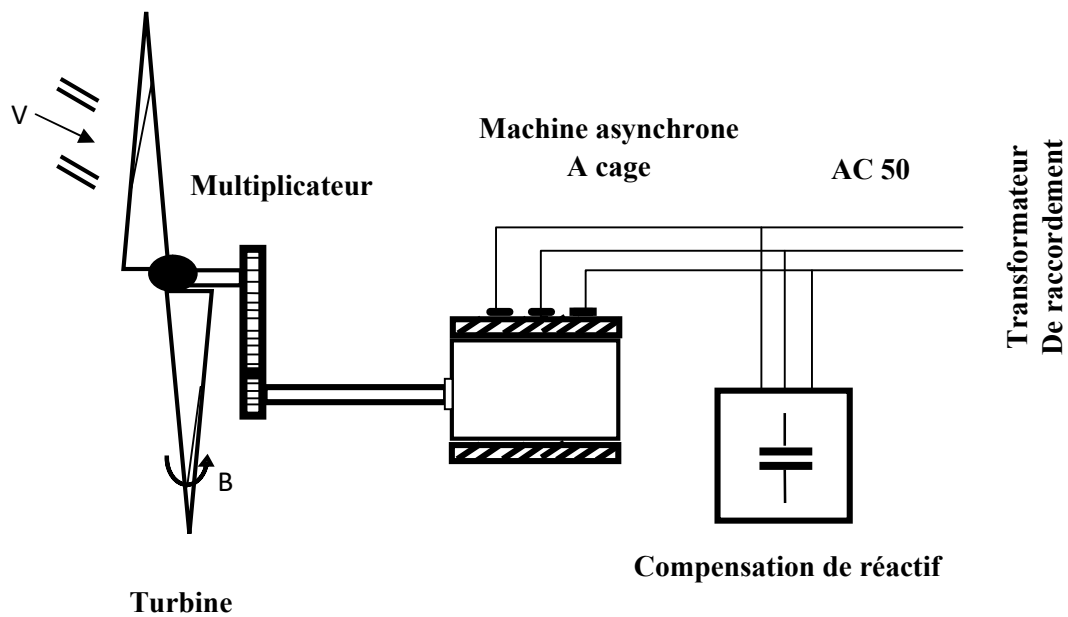 V
Multiplicateur
Machine asynchrone
A cage
AC 50
Transformateur
De raccordement
B
Compensation de réactif
Turbine